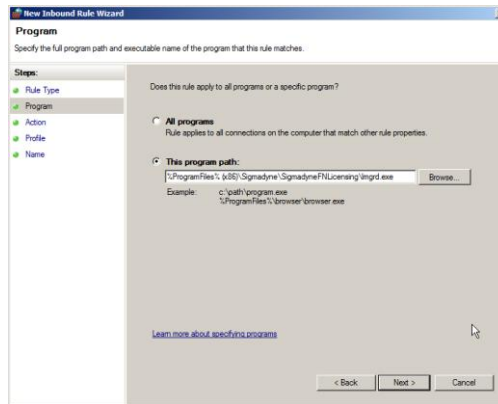 New Inbound Rule Wizard
Program
Specify the full program path and executable name of the program that this rule matches.
Steps:
Rule Type
Program
Action
Profile
Name
Does this rule apply to all programs or a specific program?
All programs
Rule applies to all connections on the computer that match other rule properties.
This program path:
%ProgramFiles% (x86)\Sigmadyne\SigmadyneFNLicensing\lmgrd.exe
Browse...
Example: c:\path\program.exe
%ProgramFiles%\browser\browser.exe
Learn more about specifying programs
< Back
Next >
Cancel